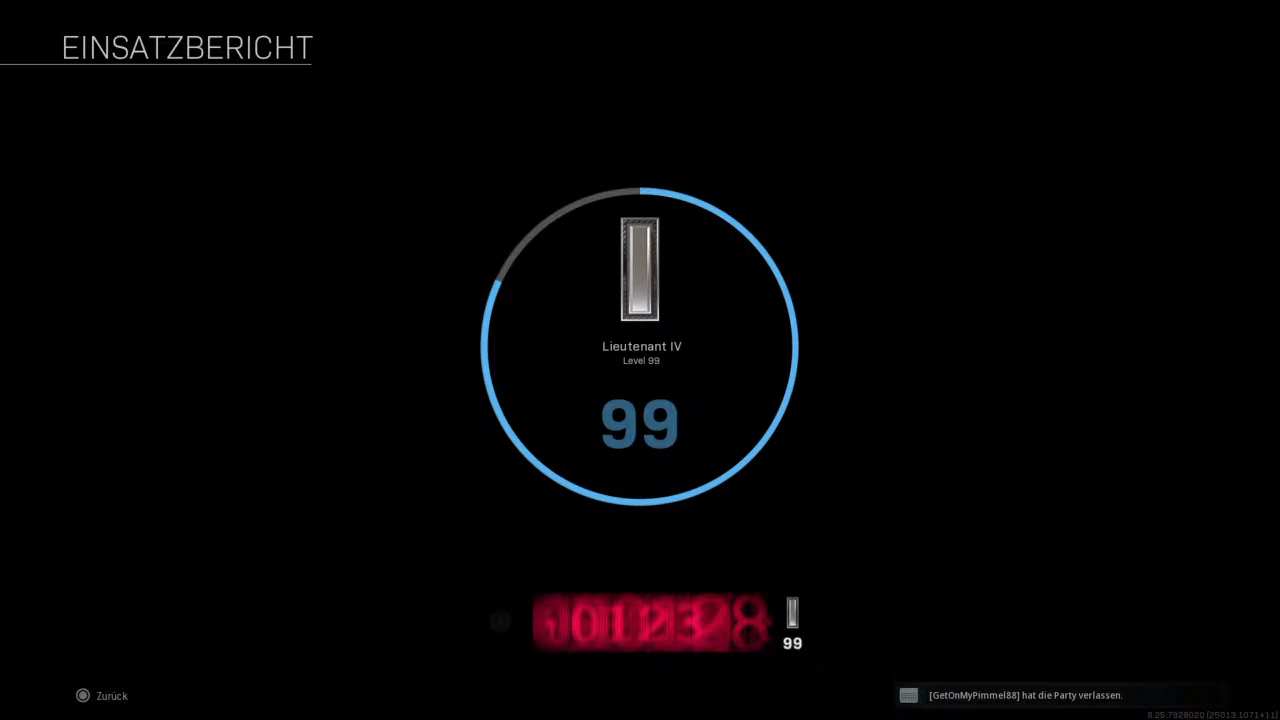 EINSATZBERICHT
Lieutenant IV
Level 99
99
99
Zurück
[GetOnMyPimmel88] hat die Party verlassen.